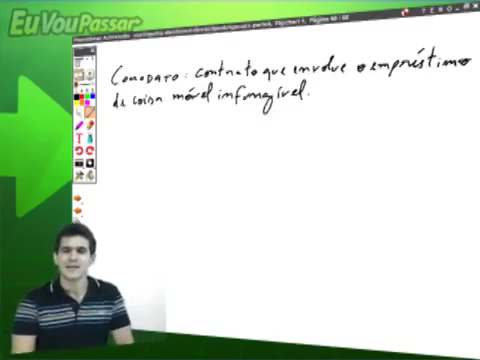 EuVouPassar
COMODATO: contrato que envolve o empréstimo
de coisa móvel infungível.